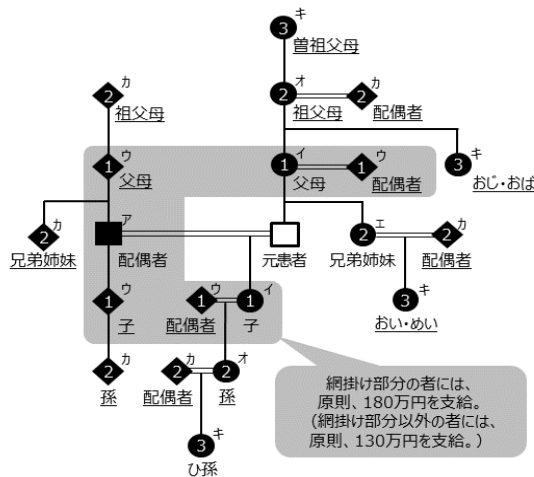 3 キ
曽祖父母
2 カ
祖父母
2 オ
祖父母
2 カ
配偶者
1 ウ
父母
1 イ
父母
1 ウ
配偶者
3 キ
おじ・おば
2 カ
兄弟姉妹
ア
配偶者
元患者
2 エ
兄弟姉妹
2 カ
配偶者
1 ウ
子
1 ウ
配偶者
1 イ
子
3 キ
おい・めい
2 カ
孫
2 カ
配偶者
2 オ
孫
3 キ
ひ孫
網掛け部分の者には、
原則、180万円を支給。
（網掛け部分以外の者には、
原則、130万円を支給。）